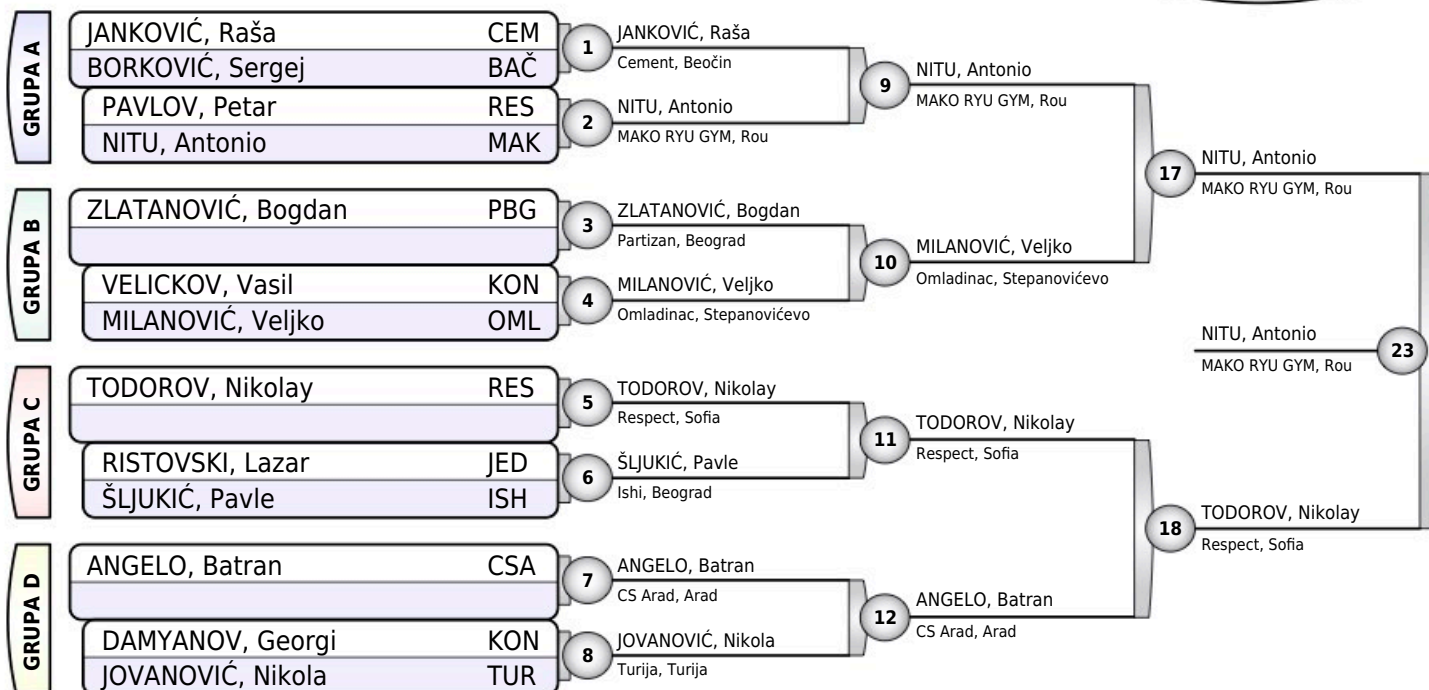 GRUPA A
JANKOVIĆ, Raša CEM
BORKOVIĆ, Sergej BAČ
PAVLOV, Petar RES
NITU, Antonio MAK
1
JANKOVIĆ, Raša
Cement, Beočin
2
NITU, Antonio
MAKO RYU GYM, Rou
9
NITU, Antonio
MAKO RYU GYM, Rou
GRUPA B
ZLATANOVIĆ, Bogdan PBG
VELICKOV, Vasil KON
MILANOVIĆ, Veljko OML
3
ZLATANOVIĆ, Bogdan
Partizan, Beograd
4
MILANOVIĆ, Veljko
Omladinac, Stepanovićevo
10
MILANOVIĆ, Veljko
Omladinac, Stepanovićevo
17
NITU, Antonio
MAKO RYU GYM, Rou
GRUPA C
TODOROV, Nikolay RES
RISTOVSKI, Lazar JED
ŠLJUKIĆ, Pavle ISH
5
TODOROV, Nikolay
Respect, Sofia
6
ŠLJUKIĆ, Pavle
Ishi, Beograd
11
TODOROV, Nikolay
Respect, Sofia
GRUPA D
ANGELO, Batran CSA
DAMYANOV, Georgi KON
JOVANOVIĆ, Nikola TUR
7
ANGELO, Batran
CS Arad, Arad
8
JOVANOVIĆ, Nikola
Turija, Turija
12
ANGELO, Batran
CS Arad, Arad
18
TODOROV, Nikolay
Respect, Sofia
NITU, Antonio
MAKO RYU GYM, Rou
23